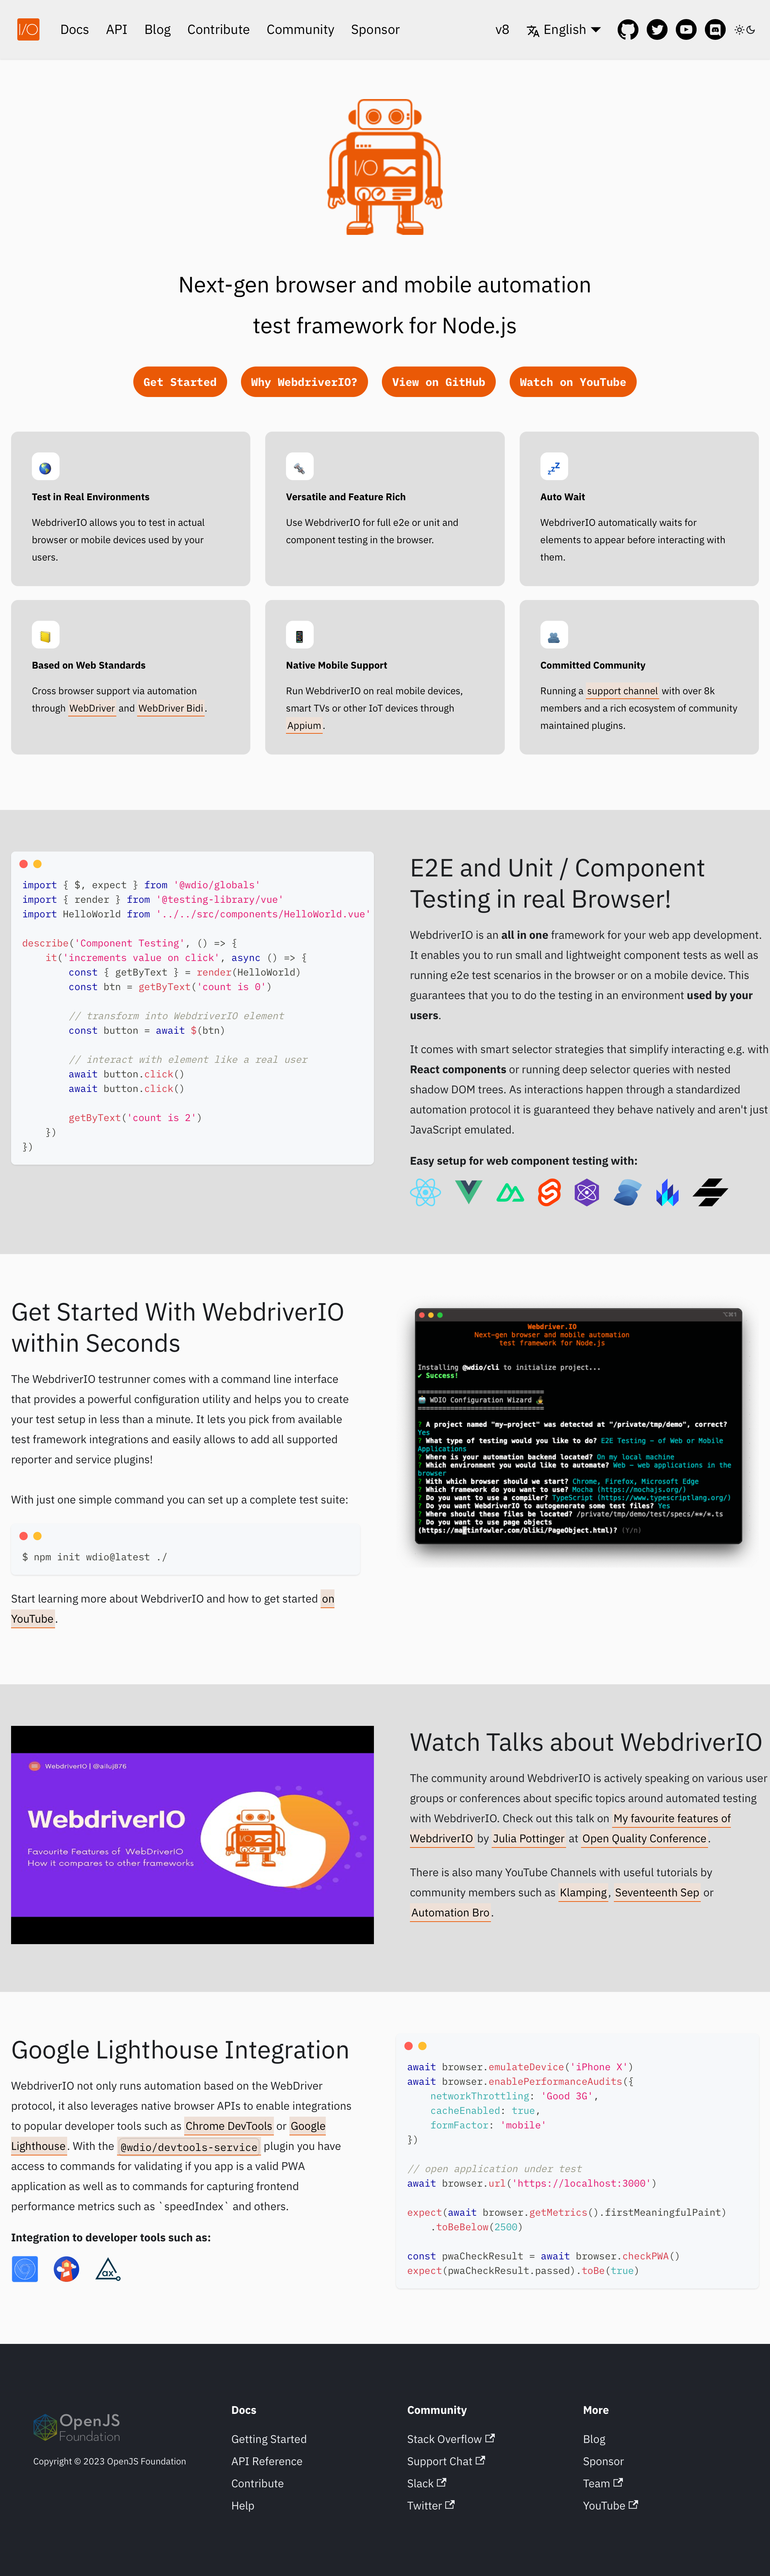 I/O
Docs API Blog Contribute Community Sponsor v8 English
I/O
Next-gen browser and mobile automation
test framework for Node.js
Get Started Why WebdriverIO? View on GitHub Watch on YouTube
Test in Real Environments
WebdriverIO allows you to test in actual
browser or mobile devices used by your
users.
Versatile and Feature Rich
Use WebdriverIO for full e2e or unit and
component testing in the browser.
Auto Wait
WebdriverIO automatically waits for
elements to appear before interacting with
them.
Based on Web Standards
Cross browser support via automation
through WebDriver and WebDriver Bidi.
Native Mobile Support
Run WebdriverIO on real mobile devices,
smart TVs or other IoT devices through
Appium.
Committed Community
Running a support channel with over 8k
members and a rich ecosystem of community
maintained plugins.
import { $, expect } from '@wdio/globals'
import { render } from '@testing-library/vue'
import HelloWorld from '../../src/components/HelloWorld.vue'
describe('Component Testing', () => {
    it('increments value on click', async () => {
        const { getByText } = render(HelloWorld)
        const btn = getByText('count is 0')
        // transform into WebdriverIO element
        const button = await $(btn)
        // interact with element like a real user
        await button.click()
        await button.click()
        getByText('count is 2')
    })
})
E2E and Unit / Component
Testing in real Browser!
WebdriverIO is an all in one framework for your web app development.
It enables you to run small and lightweight component tests as well as
running e2e test scenarios in the browser or on a mobile device. This
guarantees that you to do the testing in an environment used by your
users.
It comes with smart selector strategies that simplify interacting e.g. with
React components or running deep selector queries with nested
shadow DOM trees. As interactions happen through a standardized
automation protocol it is guaranteed they behave natively and aren't just
JavaScript emulated.
Easy setup for web component testing with:
Get Started With WebdriverIO
within Seconds
The WebdriverIO testrunner comes with a command line interface
that provides a powerful configuration utility and helps you to create
your test setup in less than a minute. It lets you pick from available
test framework integrations and easily allows to add all supported
reporter and service plugins!
With just one simple command you can set up a complete test suite:
$ npm init wdio@latest ./
Start learning more about WebdriverIO and how to get started on
YouTube.
Webdriver.IO
Next-gen browser and mobile automation
test framework for Node.js
Installing @wdio/cli to initialize project...
✔ Success!
===============================
WDIO Configuration Wizard
===============================
? A project named "my-project" was detected at "/private/tmp/demo", correct?
Yes
? What type of testing would you like to do? E2E Testing - of Web or Mobile
Applications
? Where is your automation backend located? On my local machine
? Which environment you would like to automate? Web - web applications in the
browser
? With which browser should we start? Chrome, Firefox, Microsoft Edge
? Which framework do you want to use? Mocha (https://mochajs.org/)
? Do you want to use a compiler? TypeScript (https://www.typescriptlang.org/)
? Do you want WebdriverIO to autogenerate some test files? Yes
? Where should these files be located? /private/tmp/demo/test/specs/**/*.ts
? Do you want to use page objects
(https://martinfowler.com/bliki/PageObject.html)? (Y/n)
WebdriverIO | @ailuj876
WebdriverIO
Favourite Features of WebDriverIO
How it compares to other frameworks
Watch Talks about WebdriverIO
The community around WebdriverIO is actively speaking on various user
groups or conferences about specific topics around automated testing
with WebdriverIO. Check out this talk on My favourite features of
WebdriverIO by Julia Pottinger at Open Quality Conference.
There is also many YouTube Channels with useful tutorials by
community members such as Klamping, Seventeenth Sep or
Automation Bro.
Google Lighthouse Integration
WebdriverIO not only runs automation based on the WebDriver
protocol, it also leverages native browser APIs to enable integrations
to popular developer tools such as Chrome DevTools or Google
Lighthouse. With the @wdio/devtools-service plugin you have
access to commands for validating if you app is a valid PWA
application as well as to commands for capturing frontend
performance metrics such as `speedIndex` and others.
Integration to developer tools such as:
ax
await browser.emulateDevice('iPhone X')
await browser.enablePerformanceAudits({
    networkThrottling: 'Good 3G',
    cacheEnabled: true,
    formFactor: 'mobile'
})
// open application under test
await browser.url('https://localhost:3000')
expect(await browser.getMetrics().firstMeaningfulPaint)
    .toBeBelow(2500)
const pwaCheckResult = await browser.checkPWA()
expect(pwaCheckResult.passed).toBe(true)
OpenJS
Foundation
Copyright © 2023 OpenJS Foundation
Docs
Getting Started
API Reference
Contribute
Help
Community
Stack Overflow
Support Chat
Slack
Twitter
More
Blog
Sponsor
Team
YouTube